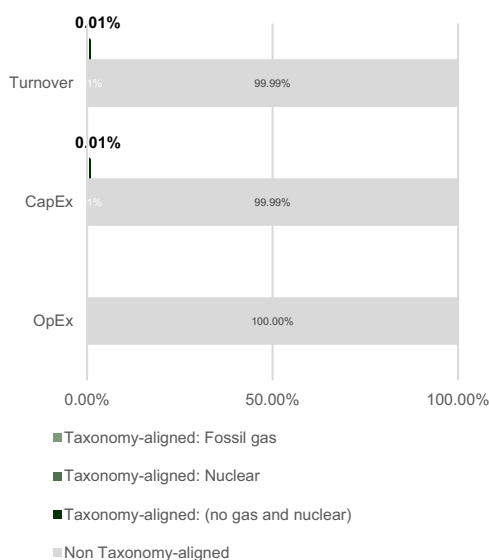 0.01%
Turnover 1% 99.99%
0.01%
CapEx 1% 99.99%
OpEx 100.00%
0.00% 50.00% 100.00%
Taxonomy-aligned: Fossil gas
Taxonomy-aligned: Nuclear
Taxonomy-aligned: (no gas and nuclear)
Non Taxonomy-aligned